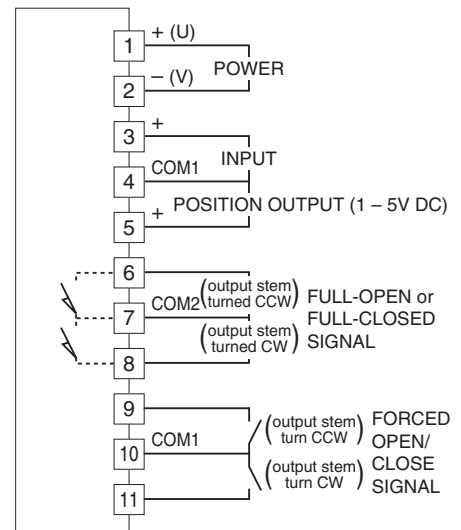 1 + (U)
POWER
2 – (V)
3 +
INPUT
4 COM1
POSITION OUTPUT (1 – 5V DC)
5 +
6
(output stem turned CCW)
7 COM2
FULL-OPEN or
FULL-CLOSED
SIGNAL
(output stem turned CW)
8
9
(output stem turn CCW)
10 COM1
FORCED
OPEN/
CLOSE
SIGNAL
(output stem turn CW)
11